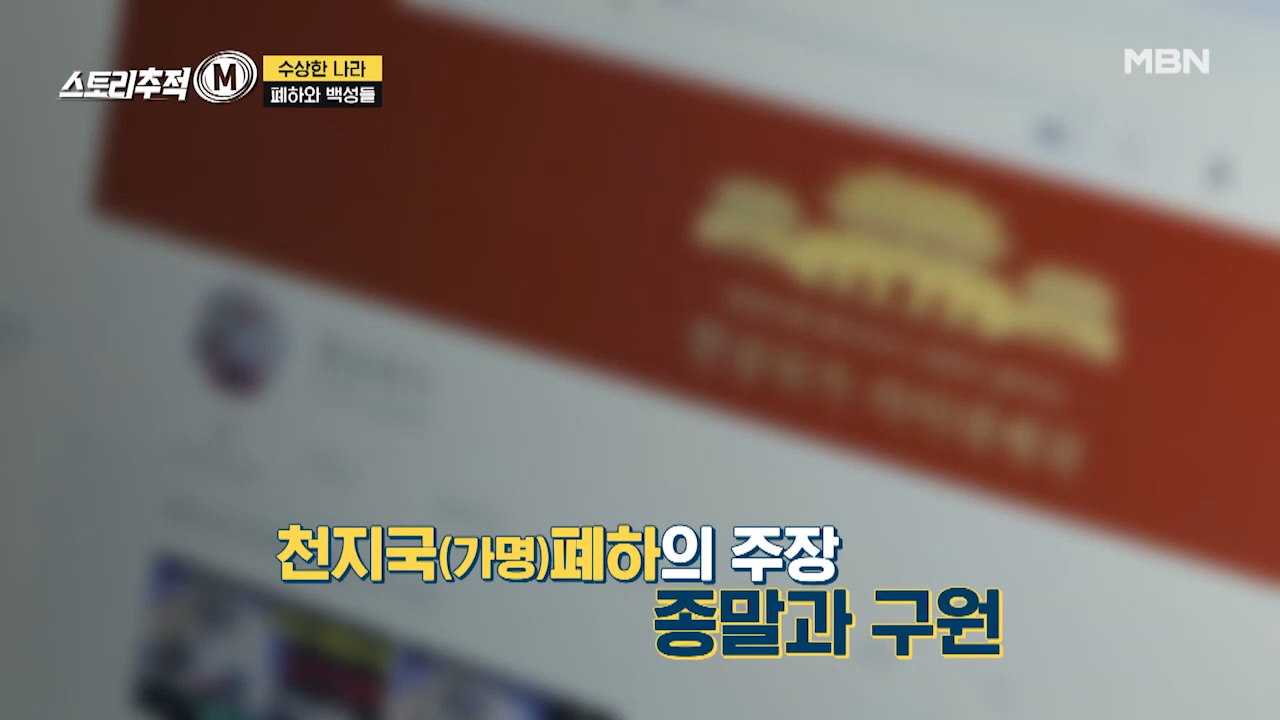 스토리추적 M
수상한 나라
폐하와 백성들
MBN
천지국(가명)폐하의 주장
종말과 구원